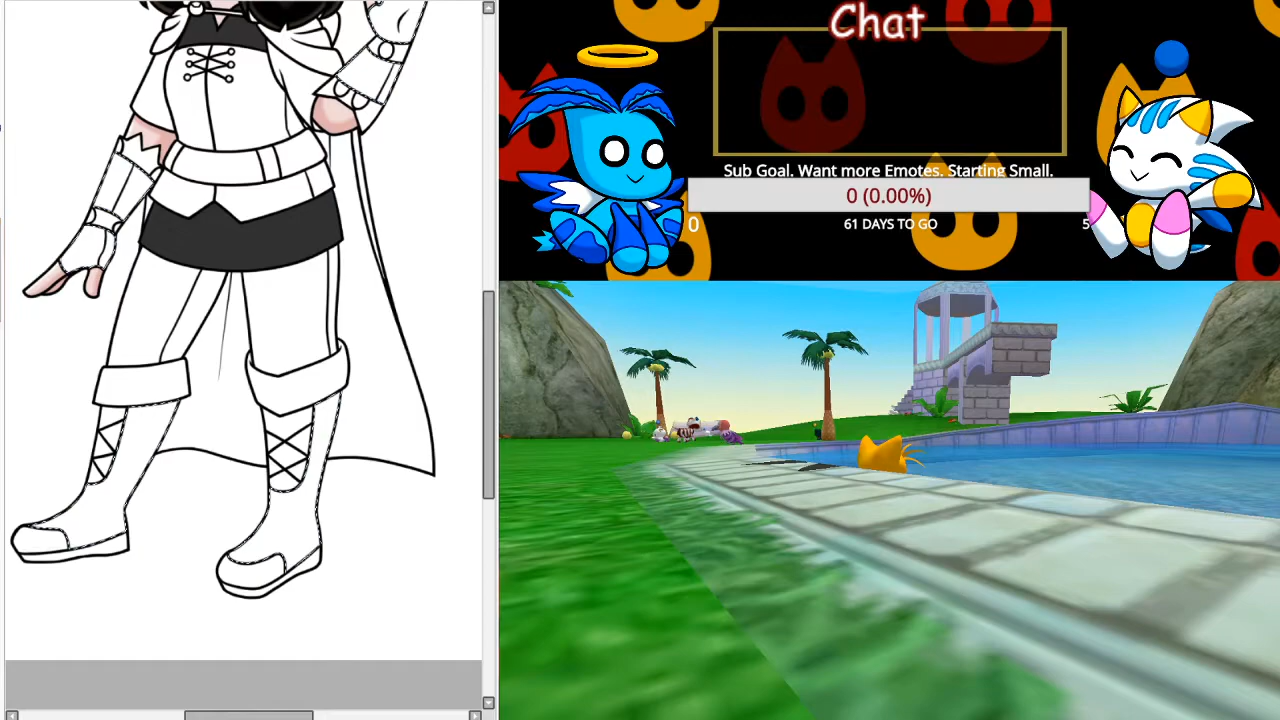 Chat
Sub Goal. Want more Emotes. Starting Small.
0 (0.00%)
0 61 DAYS TO GO 5